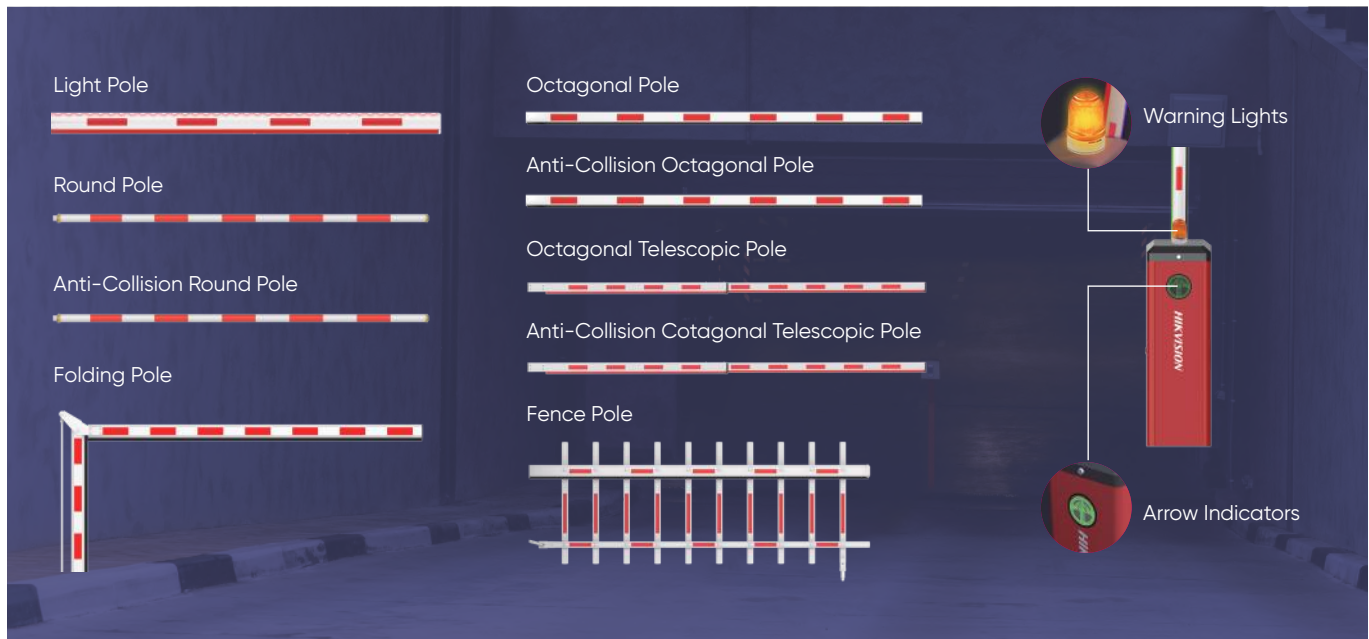 Light Pole
Round Pole
Anti-Collision Round Pole
Folding Pole
Octagonal Pole
Anti-Collision Octagonal Pole
Octagonal Telescopic Pole
Anti-Collision Cotagonal Telescopic Pole
Fence Pole
Warning Lights
HIKVISION
Arrow Indicators
HIK